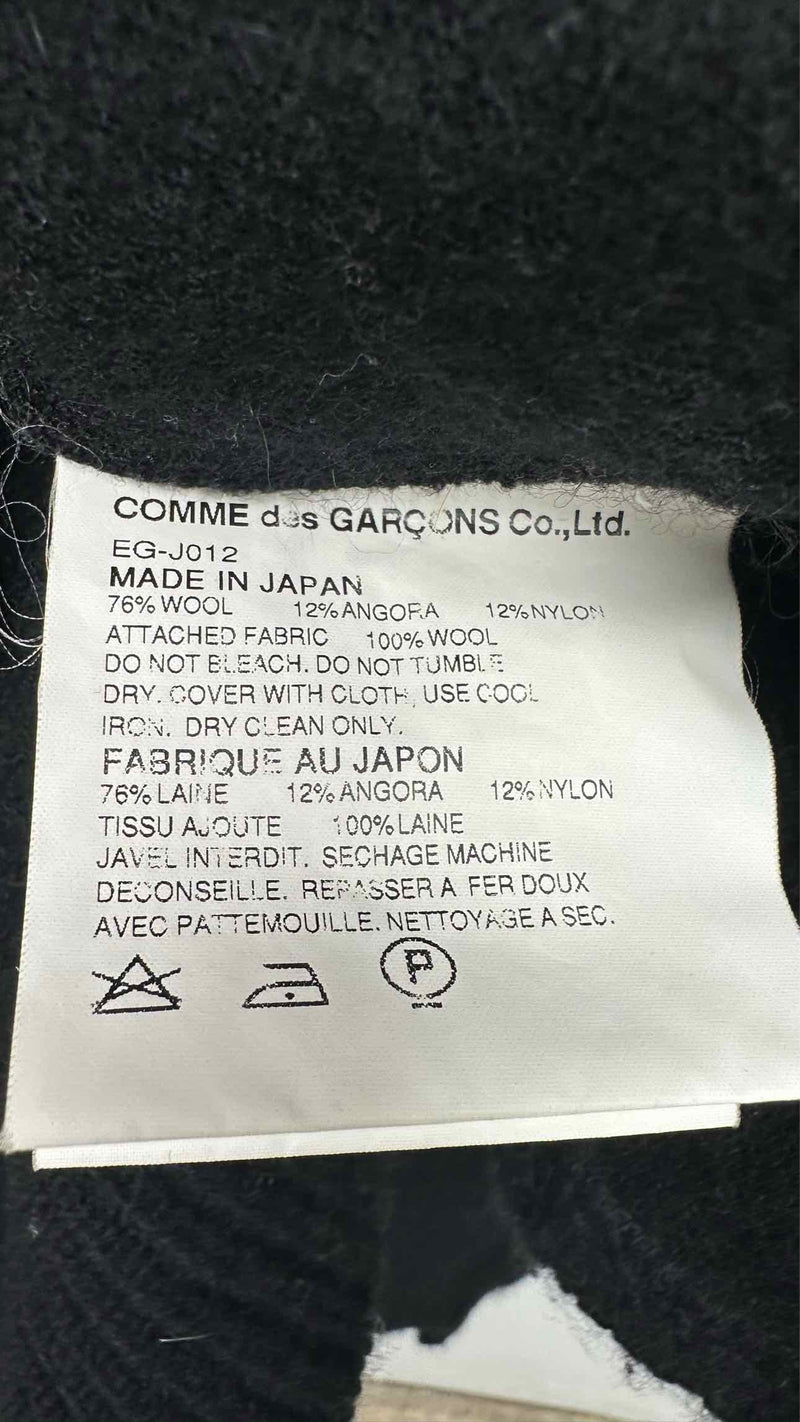 COMME des GARÇONS Co.,Ltd.
EG-J012
MADE IN JAPAN
76% WOOL 12% ANGORA 12% NYLON
ATTACHED FABRIC 100% WOOL
DO NOT BLEACH. DO NOT TUMBLE
DRY. COVER WITH CLOTH, USE COOL
IRON. DRY CLEAN ONLY.
FABRIQUE AU JAPON
76% LAINE 12% ANGORA 12% NYLON
TISSU AJOUTE 100% LAINE
JAVEL INTERDIT. SECHAGE MACHINE
DECONSEILLE. REPASSER A FER DOUX
AVEC PATTEMOUILLE. NETTOYAGE A SEC.
P